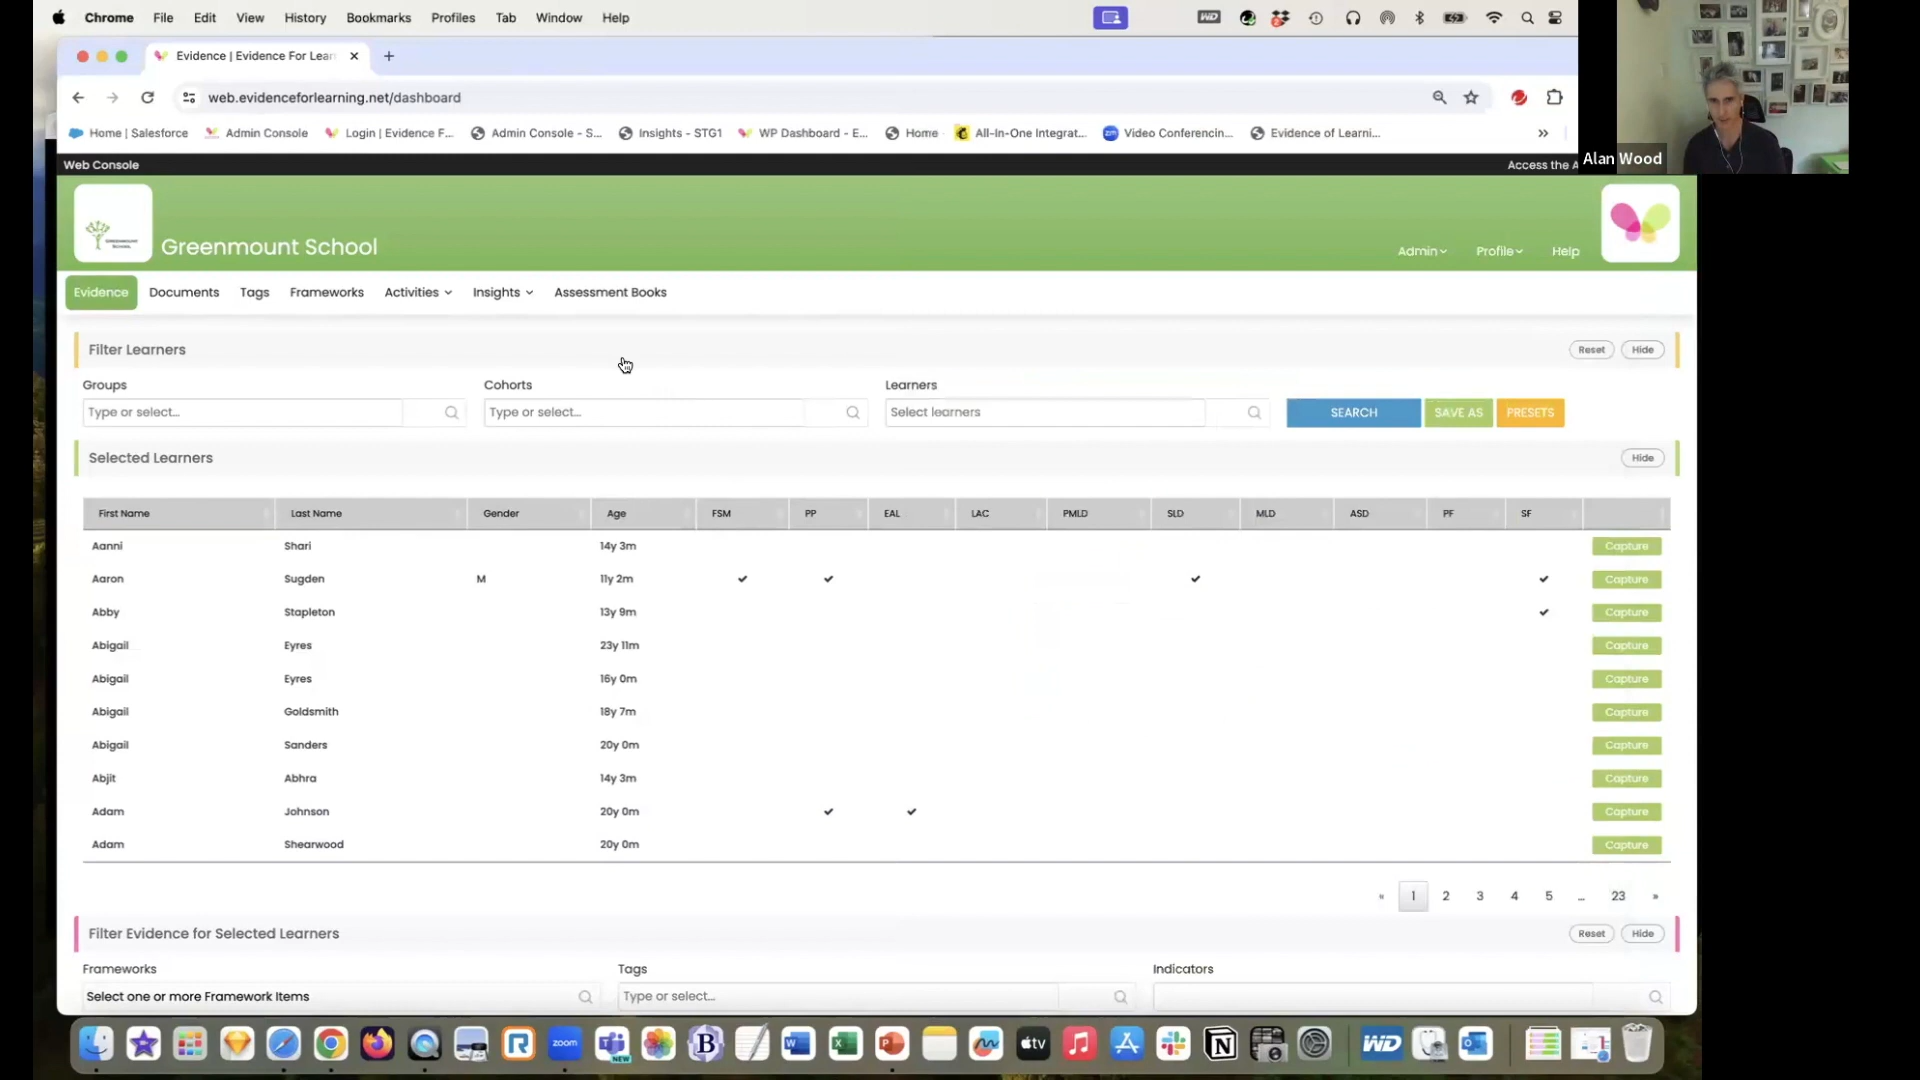 Chrome File Edit View History Bookmarks Profiles Tab Window Help
Evidence | Evidence For Lear
web.evidenceforlearning.net/dashboard
Home | Salesforce Admin Console Login | Evidence F... Admin Console - S... Insights - STG1 WP Dashboard - E... Home All-In-One Integrat... Video Conferencin... Evidence of Learni...
Alan Wood
Web Console Access the A
GREENMOUNT SCHOOL
Greenmount School
Admin Profile Help
Evidence Documents Tags Frameworks Activities Insights Assessment Books
Filter Learners Reset Hide
Groups Cohorts Learners
Type or select... Type or select... Select learners SEARCH SAVE AS PRESETS
Selected Learners Hide
First Name Last Name Gender Age FSM PP EAL LAC PMLD SLD MLD ASD PF SF
Aanni Shari 14y 3m Capture
Aaron Sugden M 11y 2m ✓ ✓ ✓ ✓ Capture
Abby Stapleton 13y 9m ✓ Capture
Abigail Eyres 23y 11m Capture
Abigail Eyres 16y 0m Capture
Abigail Goldsmith 18y 7m Capture
Abigail Sanders 20y 0m Capture
Abjit Abhra 14y 3m Capture
Adam Johnson 20y 0m ✓ ✓ Capture
Adam Shearwood 20y 0m Capture
« 1 2 3 4 5 ... 23 »
Filter Evidence for Selected Learners Reset Hide
Frameworks Tags Indicators
Select one or more Framework Items Type or select...
zoom NEW tv WD